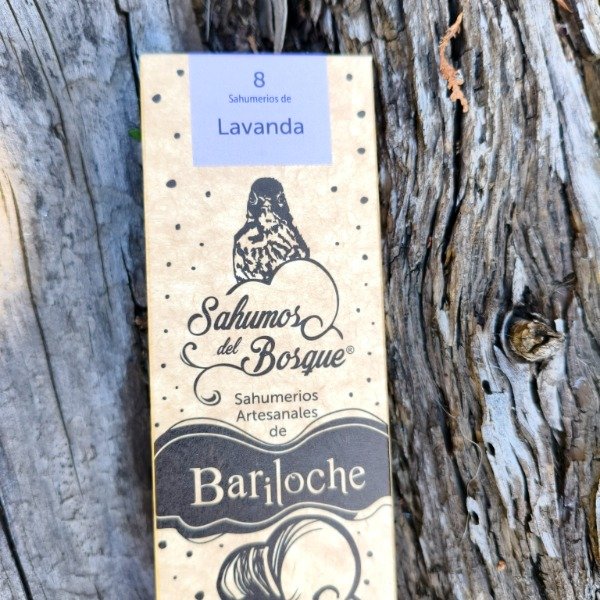 8
Sahumerios de
Lavanda
Sahumos
del Bosque®
Sahumerios
Artesanales
de
Bariloche